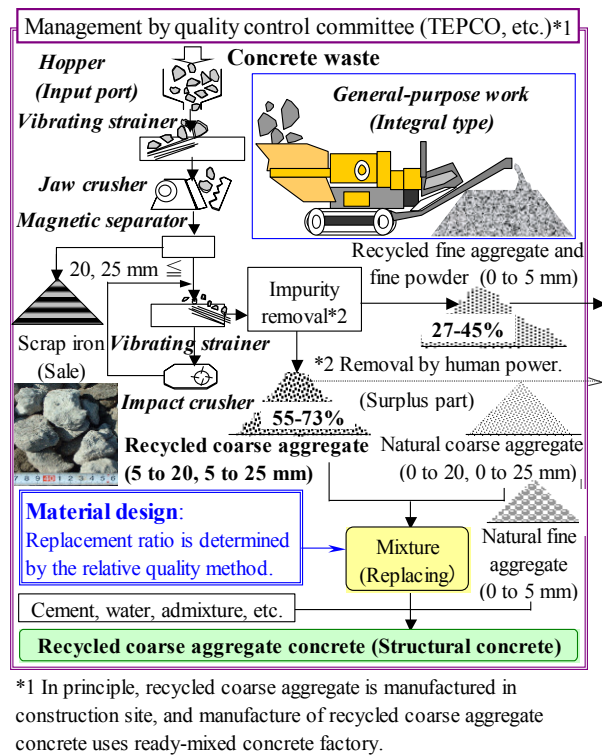 Management by quality control committee (TEPCO, etc.)*1
Hopper
(Input port)
Concrete waste
General-purpose work
(Integral type)
Vibrating strainer
Jaw crusher
Magnetic separator
Recycled fine aggregate and
fine powder (0 to 5 mm)
20, 25 mm ≦
Impurity
removal*2
27-45%
Scrap iron
(Sale)
Vibrating strainer
*2 Removal by human power.
Impact crusher
55-73%
(Surplus part)
Recycled coarse aggregate
(5 to 20, 5 to 25 mm)
Natural coarse aggregate
(0 to 20, 0 to 25 mm)
Material design:
Replacement ratio is determined
by the relative quality method.
Mixture
(Replacing)
Natural fine
aggregate
(0 to 5 mm)
Cement, water, admixture, etc.
Recycled coarse aggregate concrete (Structural concrete)
*1 In principle, recycled coarse aggregate is manufactured in
construction site, and manufacture of recycled coarse aggregate
concrete uses ready-mixed concrete factory.